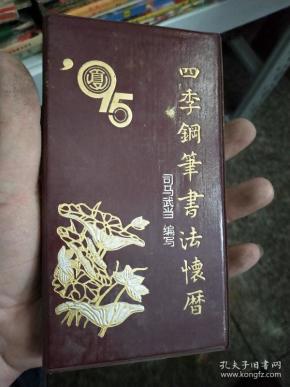 '95
夏
四季鋼筆書法懷曆
司马武当 编写
孔夫子旧书网